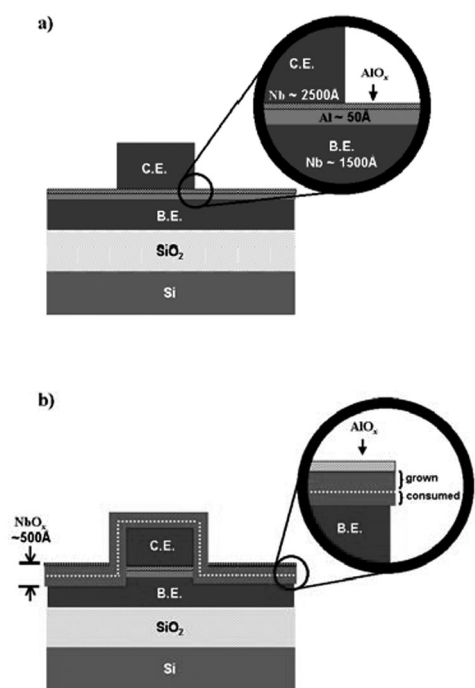 a)
C.E.
Nb ~ 2500Å
AlOx
Al ~ 50Å
B.E.
Nb ~ 1500Å
C.E.
B.E.
SiO2
Si
b)
AlOx
grown
consumed
B.E.
NbOx
~500Å
C.E.
B.E.
SiO2
Si